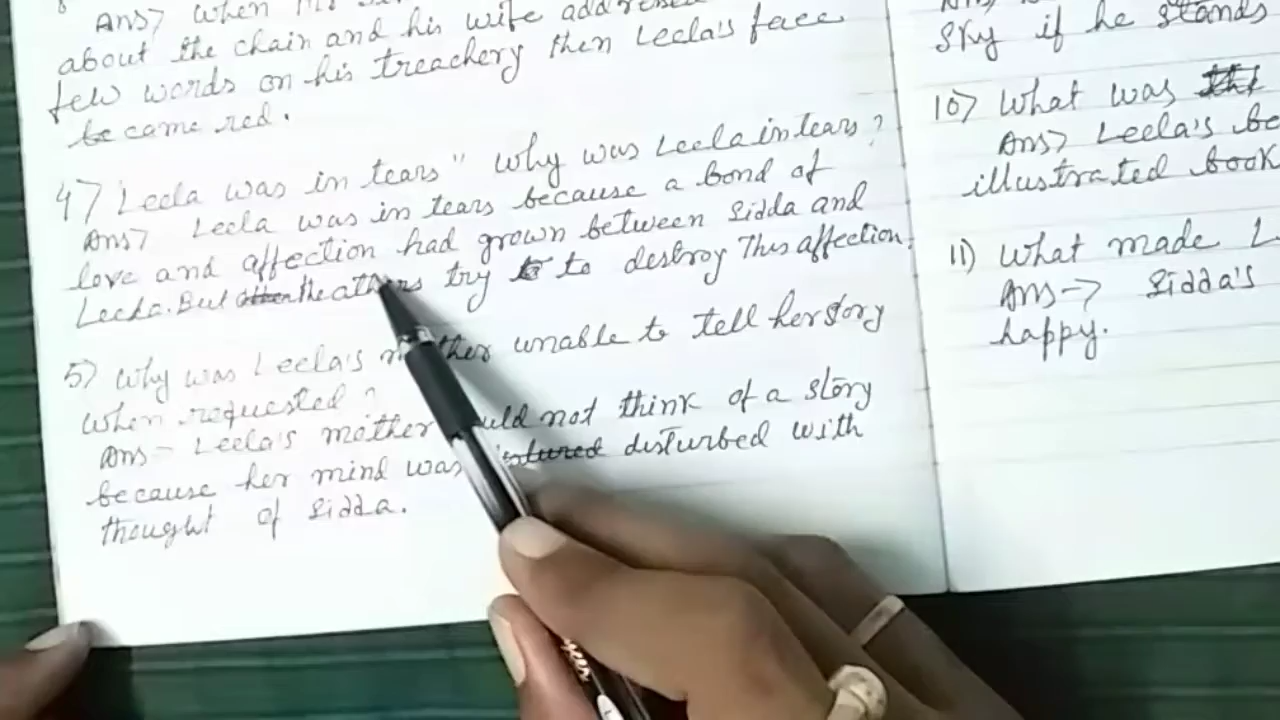 Ans> When
about the chain and his wife addressed
few words on his treachery then Leela's face
became red.
4> "Leela was in tears" Why was Leela in tears?
Ans> Leela was in tears because a bond of
love and affection had grown between Sidda and
Leela. But the others try to destroy This affection.
5> Why was Leela's mother unable to tell her story
when requested?
Ans - Leela's mother could not think of a story
because her mind was disturbed with
thought of Sidda.
sky if he stands
10> What was
Ans> Leela's be
illustrated book
11) What made L
Ans -> Sidda's
happy.